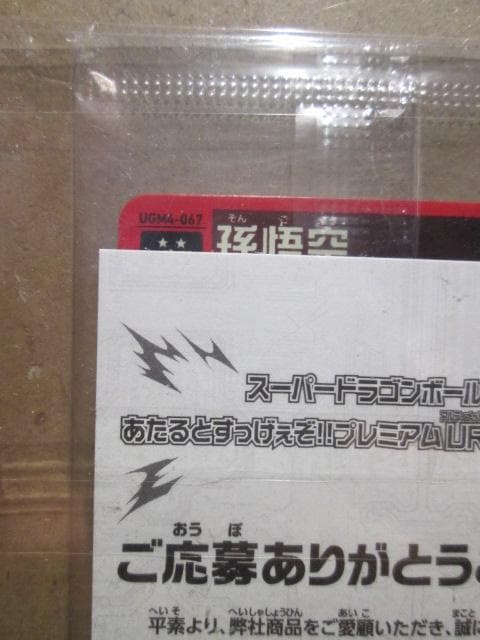 UGM4-067
そんご
孫悟空
スーパードラゴンボール
あたるとすっげぇぞ!!プレミアムUR
おうぼ
ご応募ありがとう
へいそ へいしゃしょうひん あいこ まこと
平素より、弊社商品をご愛顧いただき、誠に